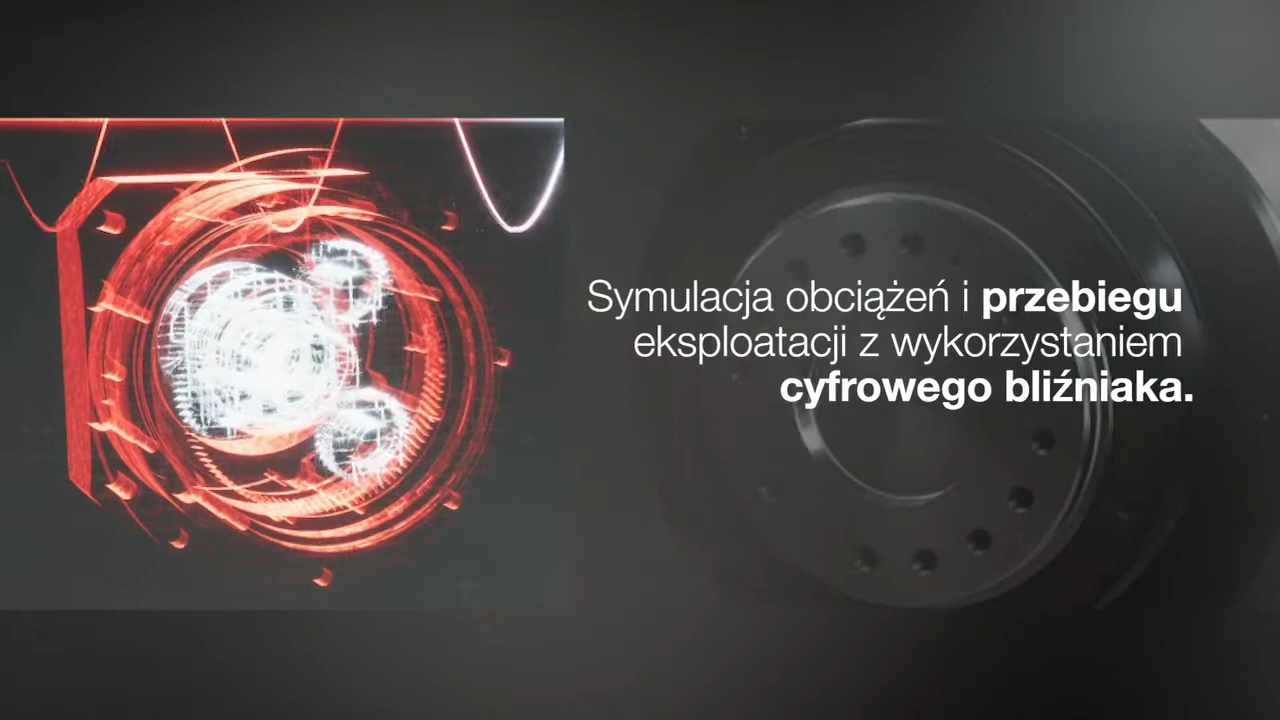 Symulacja obciążeń i przebiegu
eksploatacji z wykorzystaniem
cyfrowego bliźniaka.